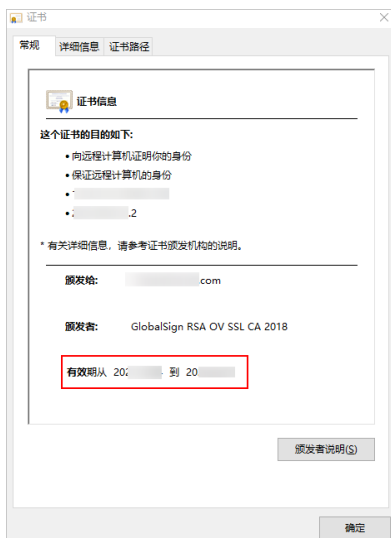 证书
常规 详细信息 证书路径
证书信息
这个证书的目的如下:
• 向远程计算机证明你的身份
• 保证远程计算机的身份
•
• .2
* 有关详细信息，请参考证书颁发机构的说明。
颁发给: .com
颁发者: GlobalSign RSA OV SSL CA 2018
有效期从 202 到 20
颁发者说明(S)
确定